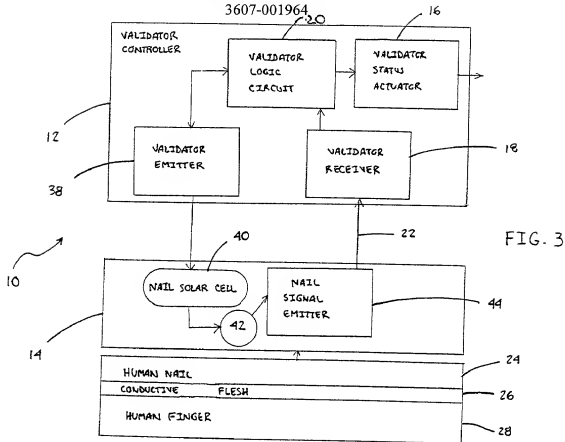 3607-001964
20
16
VALIDATOR
CONTROLLER
VALIDATOR
LOGIC
CIRCUIT
VALIDATOR
STATUS
ACTUATOR
12
VALIDATOR
EMITTER
VALIDATOR
RECEIVER
18
38
40
22
FIG. 3
10
NAIL SOLAR CELL
42
NAIL
SIGNAL
EMITTER
44
14
HUMAN NAIL
24
CONDUCTIVE FLESH
26
HUMAN FINGER
28